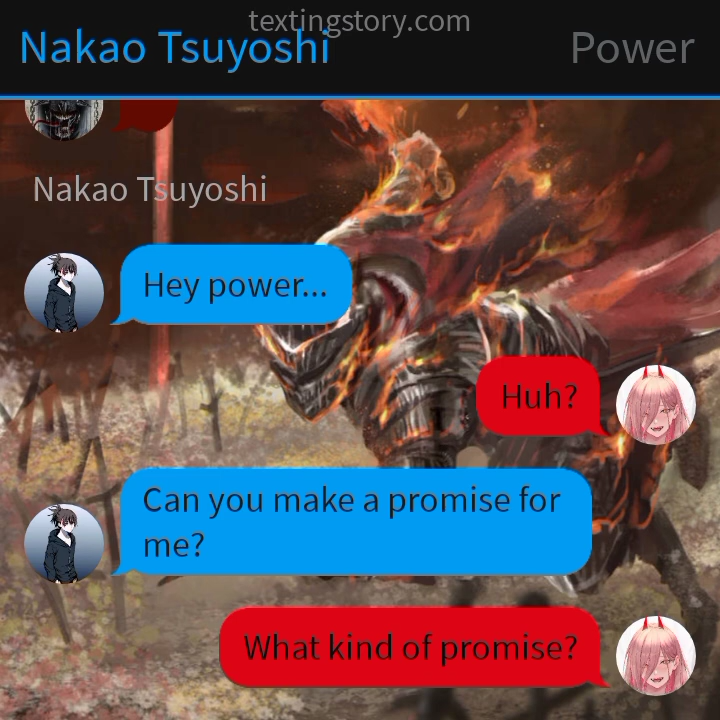 textingstory.com
Nakao Tsuyoshi
Power
Nakao Tsuyoshi
Hey power...
Huh?
Can you make a promise for
me?
What kind of promise?